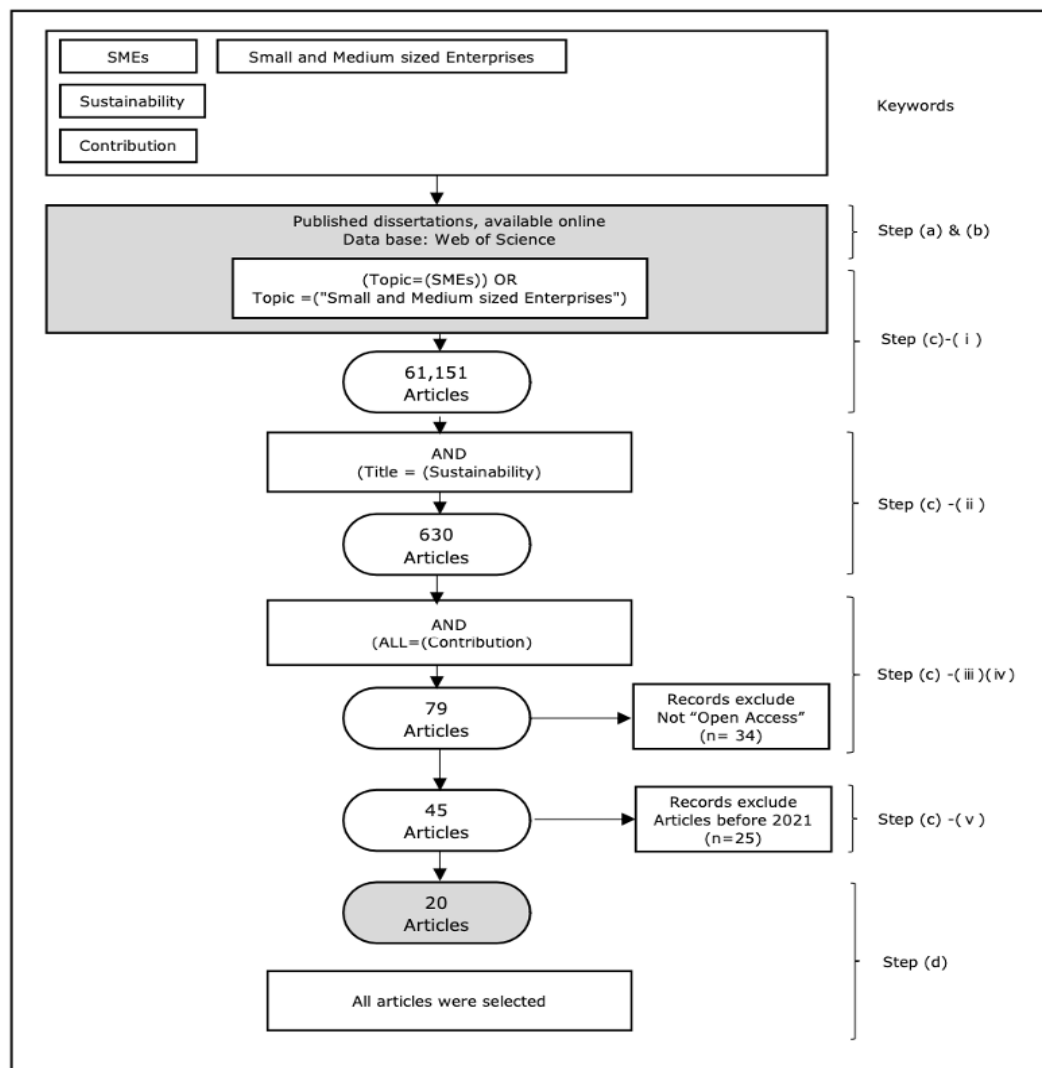 SMEs
Small and Medium sized Enterprises
Sustainability
Contribution
Keywords
Published dissertations, available online
Data base: Web of Science
Step (a) & (b)
(Topic=(SMEs)) OR
Topic =("Small and Medium sized Enterprises")
Step (c)-( i )
61,151
Articles
AND
(Title = (Sustainability)
Step (c) -( ii )
630
Articles
AND
(ALL=(Contribution)
Step (c) -( iii )( iv )
79
Articles
Records exclude
Not “Open Access”
(n= 34)
45
Articles
Records exclude
Articles before 2021
(n=25)
Step (c) -( v )
20
Articles
Step (d)
All articles were selected